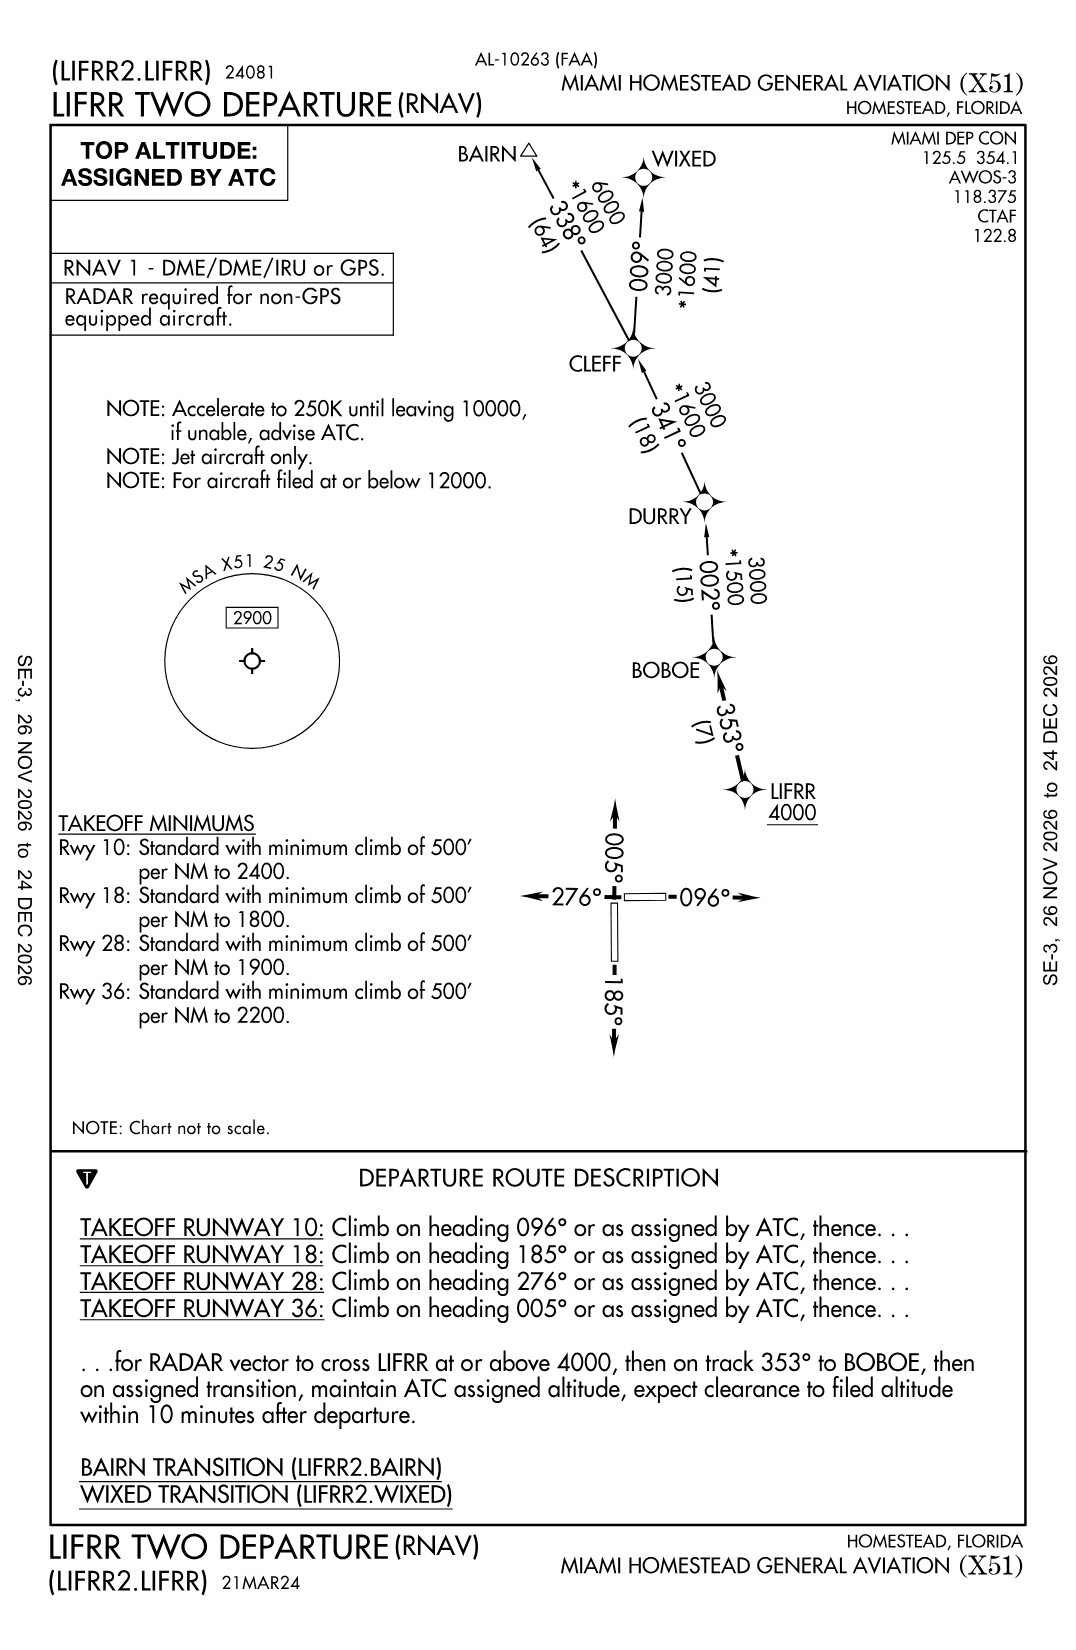 AL-10263 (FAA)
(LIFRR2.LIFRR) 24081
LIFRR TWO DEPARTURE (RNAV)
MIAMI HOMESTEAD GENERAL AVIATION (X51)
HOMESTEAD, FLORIDA
TOP ALTITUDE:
ASSIGNED BY ATC
MIAMI DEP CON
125.5 354.1
AWOS-3
118.375
CTAF
122.8
RNAV 1 - DME/DME/IRU or GPS.
RADAR required for non-GPS
equipped aircraft.
BAIRN
WIXED
6000
*1600
338°
(64)
009°
3000
*1600
(41)
CLEFF
NOTE: Accelerate to 250K until leaving 10000,
if unable, advise ATC.
NOTE: Jet aircraft only.
NOTE: For aircraft filed at or below 12000.
3000
*1600
341°
(18)
DURRY
3000
*1500
002°
(15)
BOBOE
353°
(7)
LIFRR
4000
MSA X51 25 NM
2900
005°
276°
096°
185°
TAKEOFF MINIMUMS
Rwy 10: Standard with minimum climb of 500'
per NM to 2400.
Rwy 18: Standard with minimum climb of 500'
per NM to 1800.
Rwy 28: Standard with minimum climb of 500'
per NM to 1900.
Rwy 36: Standard with minimum climb of 500'
per NM to 2200.
NOTE: Chart not to scale.
SE-3, 26 NOV 2026 to 24 DEC 2026
SE-3, 26 NOV 2026 to 24 DEC 2026
T
DEPARTURE ROUTE DESCRIPTION
TAKEOFF RUNWAY 10: Climb on heading 096° or as assigned by ATC, thence. . .
TAKEOFF RUNWAY 18: Climb on heading 185° or as assigned by ATC, thence. . .
TAKEOFF RUNWAY 28: Climb on heading 276° or as assigned by ATC, thence. . .
TAKEOFF RUNWAY 36: Climb on heading 005° or as assigned by ATC, thence. . .
. . .for RADAR vector to cross LIFRR at or above 4000, then on track 353° to BOBOE, then
on assigned transition, maintain ATC assigned altitude, expect clearance to filed altitude
within 10 minutes after departure.
BAIRN TRANSITION (LIFRR2.BAIRN)
WIXED TRANSITION (LIFRR2.WIXED)
LIFRR TWO DEPARTURE (RNAV)
(LIFRR2.LIFRR) 21MAR24
HOMESTEAD, FLORIDA
MIAMI HOMESTEAD GENERAL AVIATION (X51)